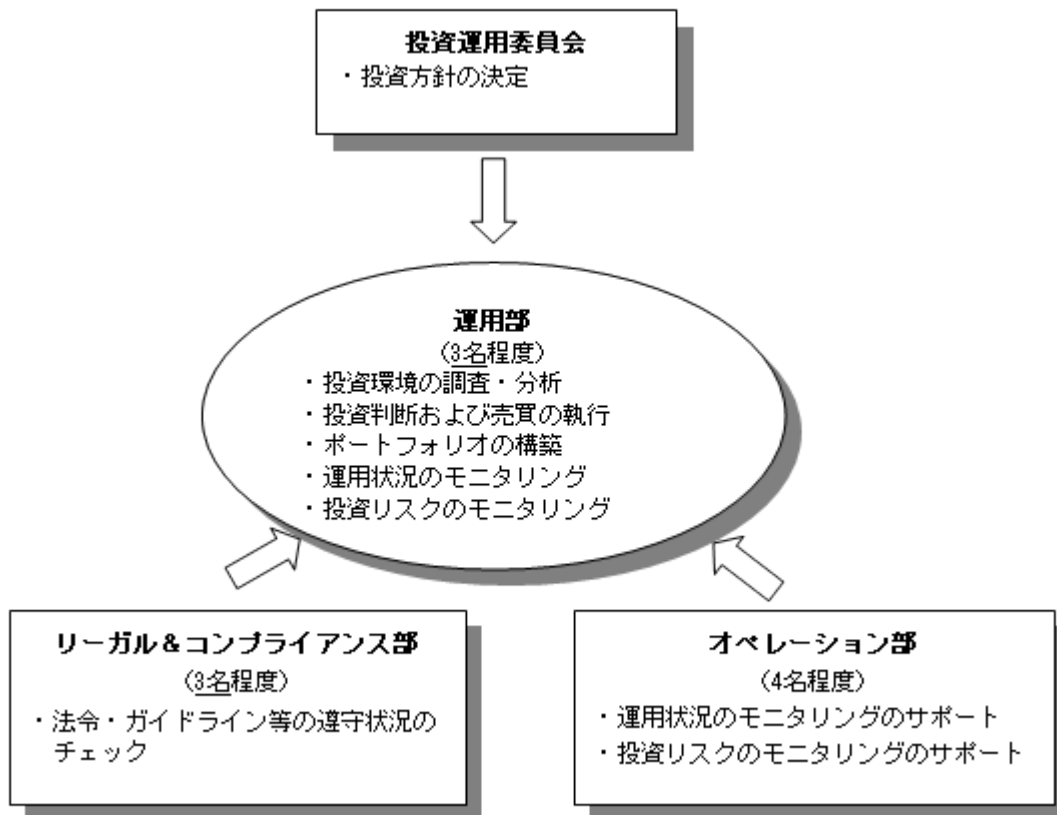 投資運用委員会
・投資方針の決定
運用部
(3名程度)
・投資環境の調査・分析
・投資判断および売買の執行
・ポートフォリオの構築
・運用状況のモニタリング
・投資リスクのモニタリング
リーガル＆コンプライアンス部
(3名程度)
・法令・ガイドライン等の遵守状況の
チェック
オペレーション部
(4名程度)
・運用状況のモニタリングのサポート
・投資リスクのモニタリングのサポート